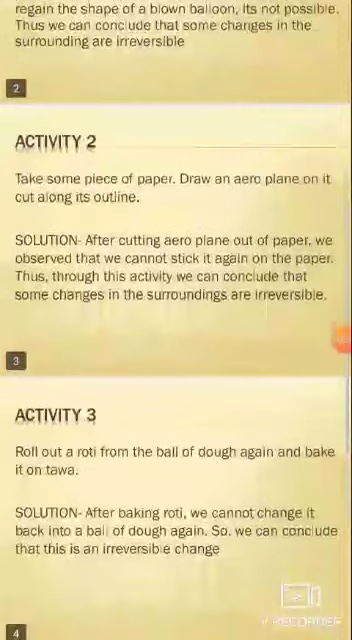 regain the shape of a blown balloon, its not possible.
Thus we can conclude that some changes in the
surrounding are irreversible
2
ACTIVITY 2
Take some piece of paper. Draw an aero plane on it
cut along its outline.
SOLUTION- After cutting aero plane out of paper, we
observed that we cannot stick it again on the paper.
Thus, through this activity we can conclude that
some changes in the surroundings are irreversible.
3
ACTIVITY 3
Roll out a roti from the ball of dough again and bake
it on tawa.
SOLUTION- After baking roti, we cannot change it
back into a ball of dough again. So, we can conclude
that this is an irreversible change
RECORDER
4